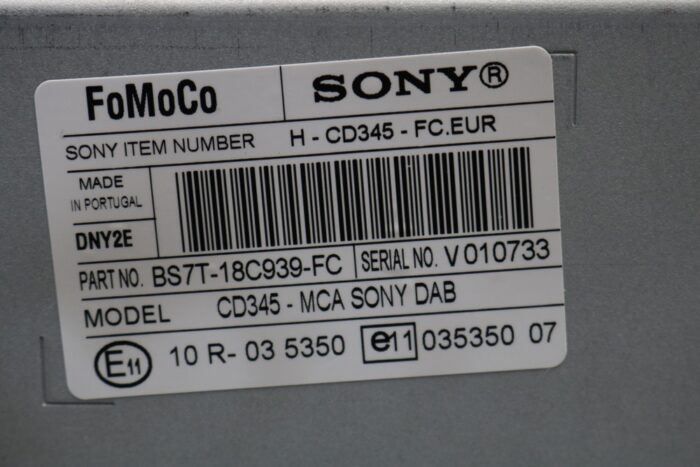 FoMoCo SONY®
SONY ITEM NUMBER H - CD345 - FC.EUR
MADE
IN PORTUGAL
DNY2E
PART NO. BS7T-18C939-FC SERIAL NO. V 010733
MODEL CD345 - MCA SONY DAB
E11 10 R- 03 5350 e11 035350 07